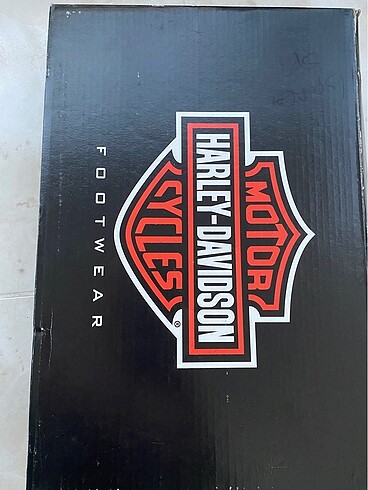 MOTOR
HARLEY-DAVIDSON
CYCLES
®
FOOTWEAR